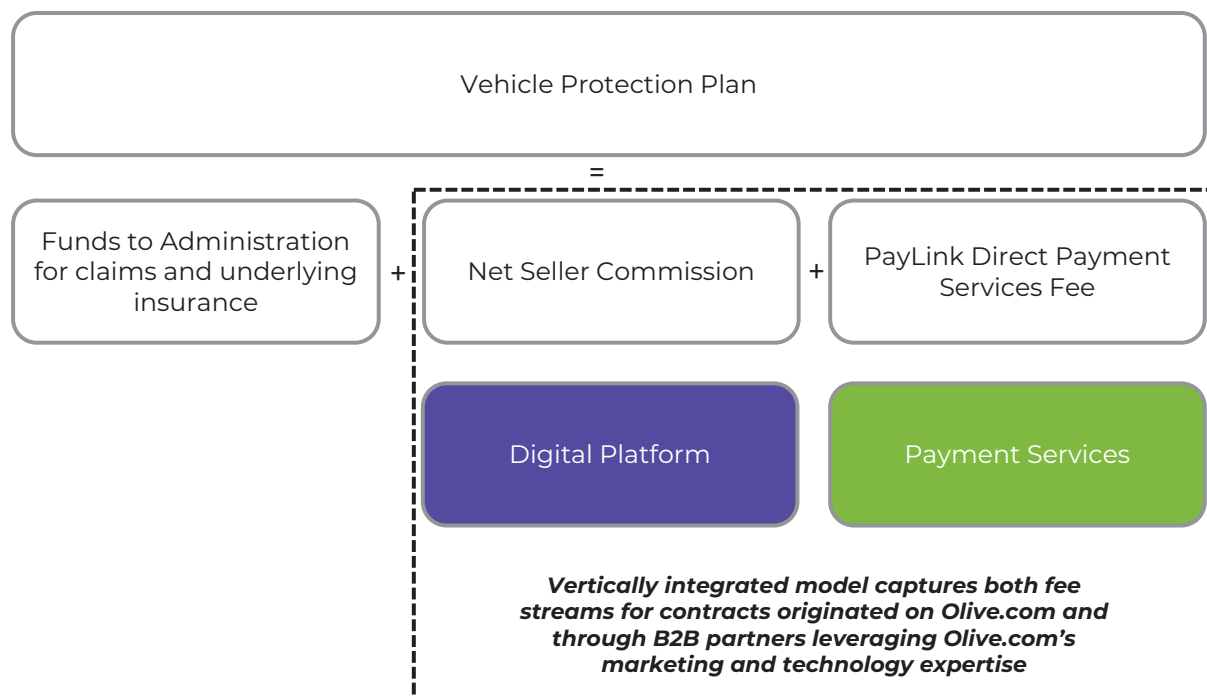 Vehicle Protection Plan
=
Funds to Administration
for claims and underlying
insurance
+
Net Seller Commission
+
PayLink Direct Payment
Services Fee
Digital Platform
Payment Services
Vertically integrated model captures both fee
streams for contracts originated on Olive.com and
through B2B partners leveraging Olive.com’s
marketing and technology expertise